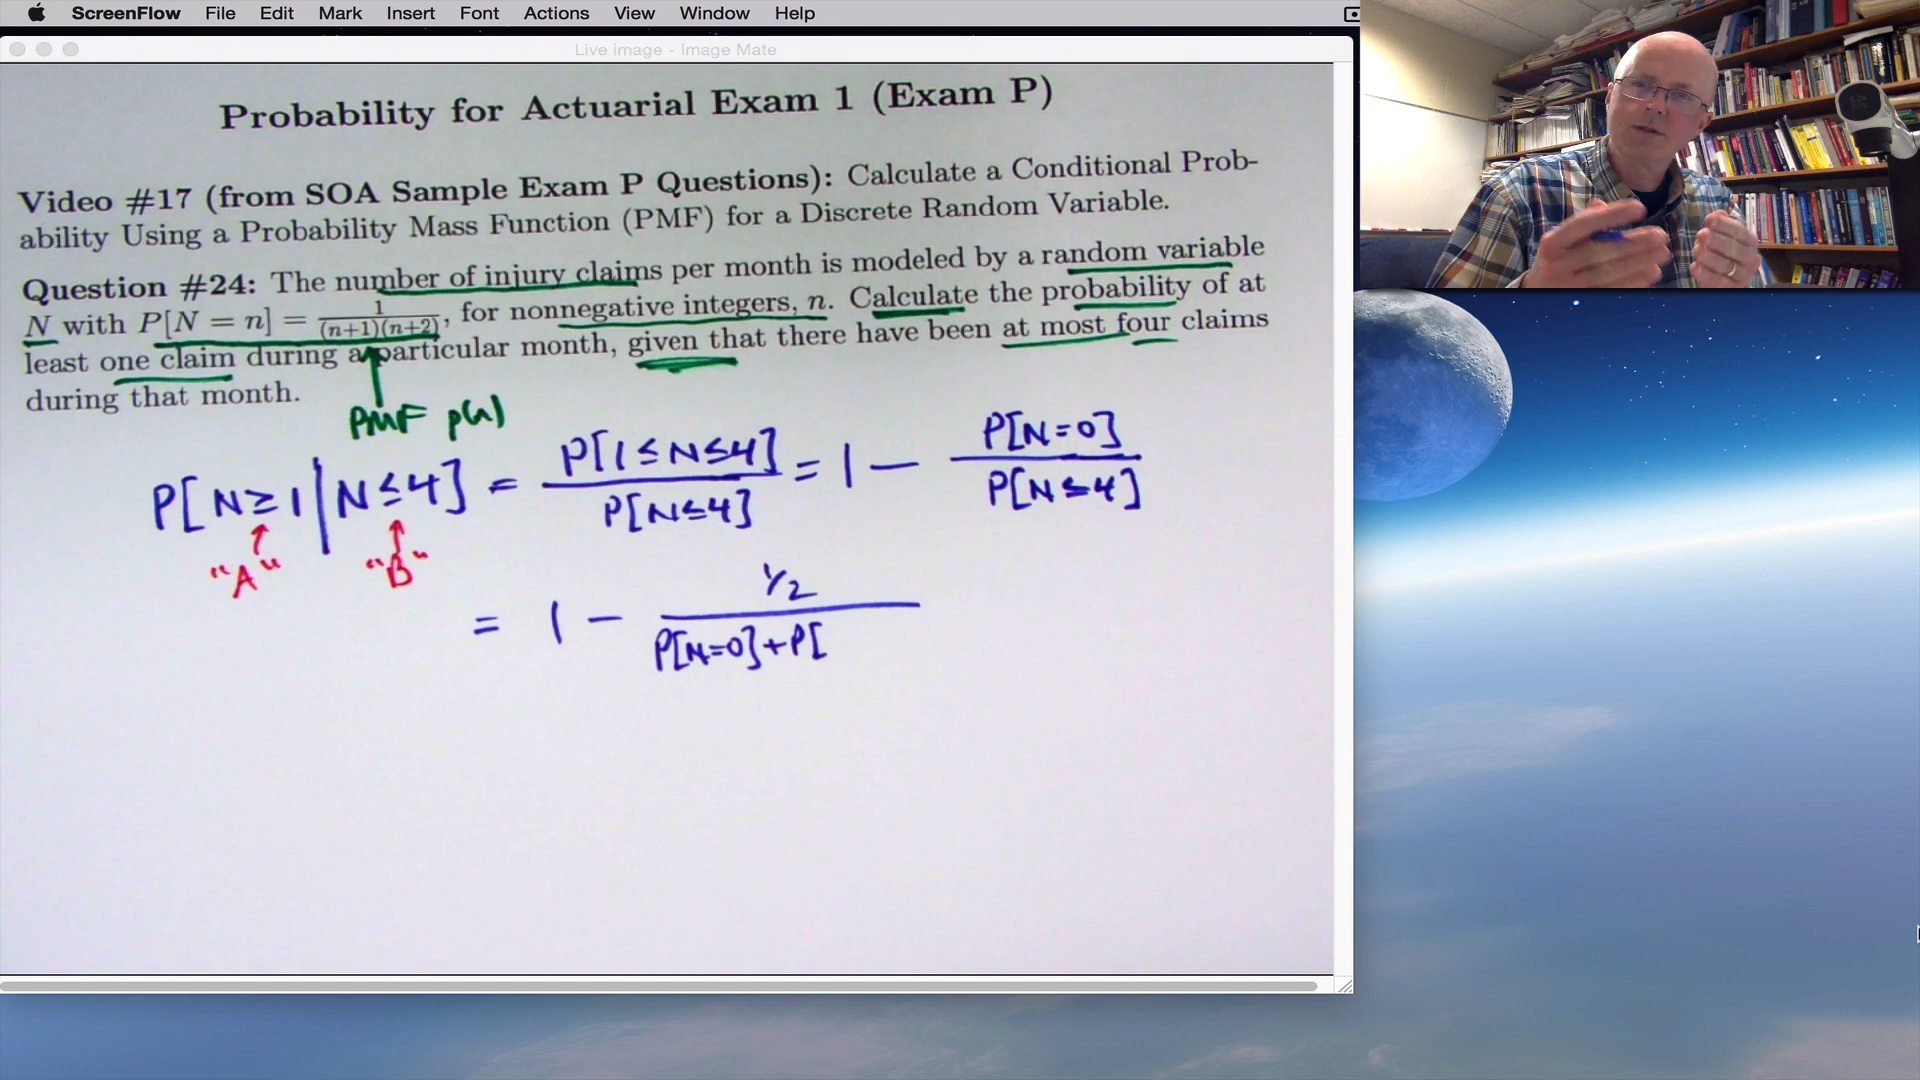 ScreenFlow File Edit Mark Insert Font Actions View Window Help
Live image - Image Mate
Probability for Actuarial Exam 1 (Exam P)
Video #17 (from SOA Sample Exam P Questions): Calculate a Conditional Prob-
ability Using a Probability Mass Function (PMF) for a Discrete Random Variable.
Question #24: The number of injury claims per month is modeled by a random variable
N with P[N = n] = 1/((n+1)(n+2)), for nonnegative integers, n. Calculate the probability of at
least one claim during a particular month, given that there have been at most four claims
during that month.
PMF p(n)
P[N≥1|N≤4] = P[1≤N≤4]/P[N≤4] = 1 - P[N=0]/P[N≤4]
"A" "B"
= 1 - (1/2)/(P[N=0]+P[